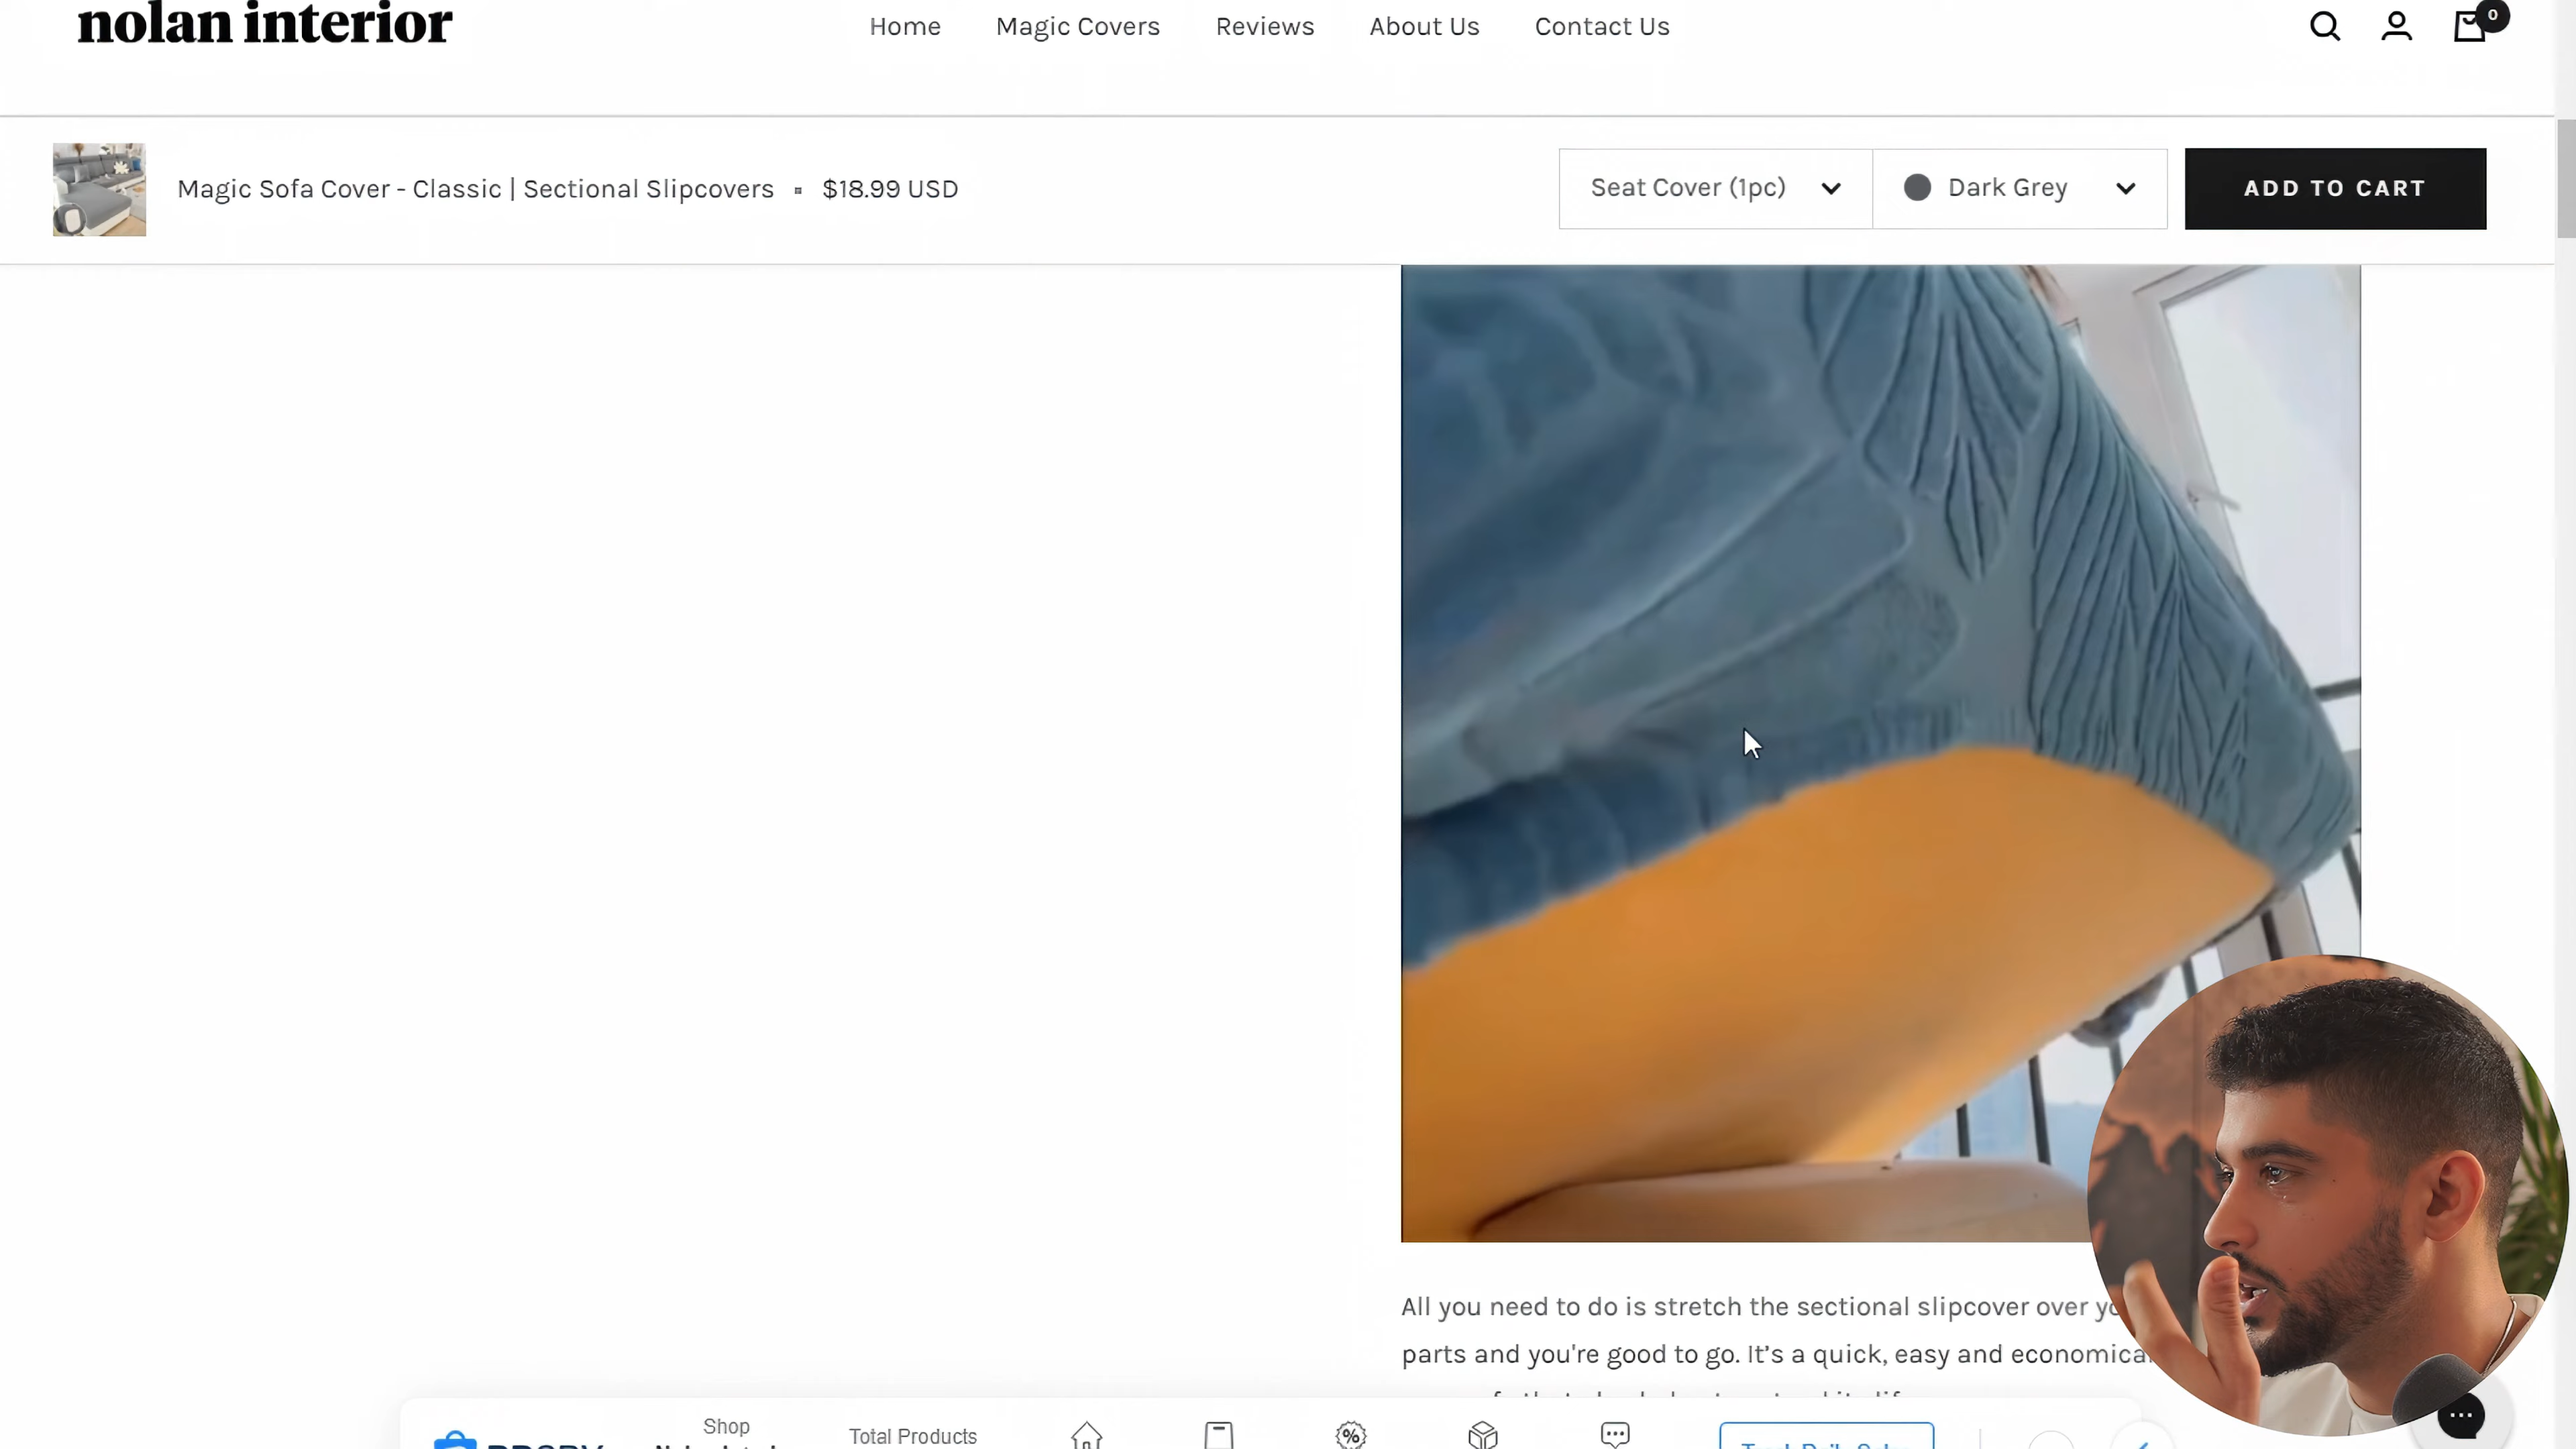 nolan interior
Home Magic Covers Reviews About Us Contact Us
0
Magic Sofa Cover - Classic | Sectional Slipcovers ▪ $18.99 USD
Seat Cover (1pc)
Dark Grey
ADD TO CART
All you need to do is stretch the sectional slipcover over
parts and you're good to go. It's a quick, easy and economical
Shop
Total Products